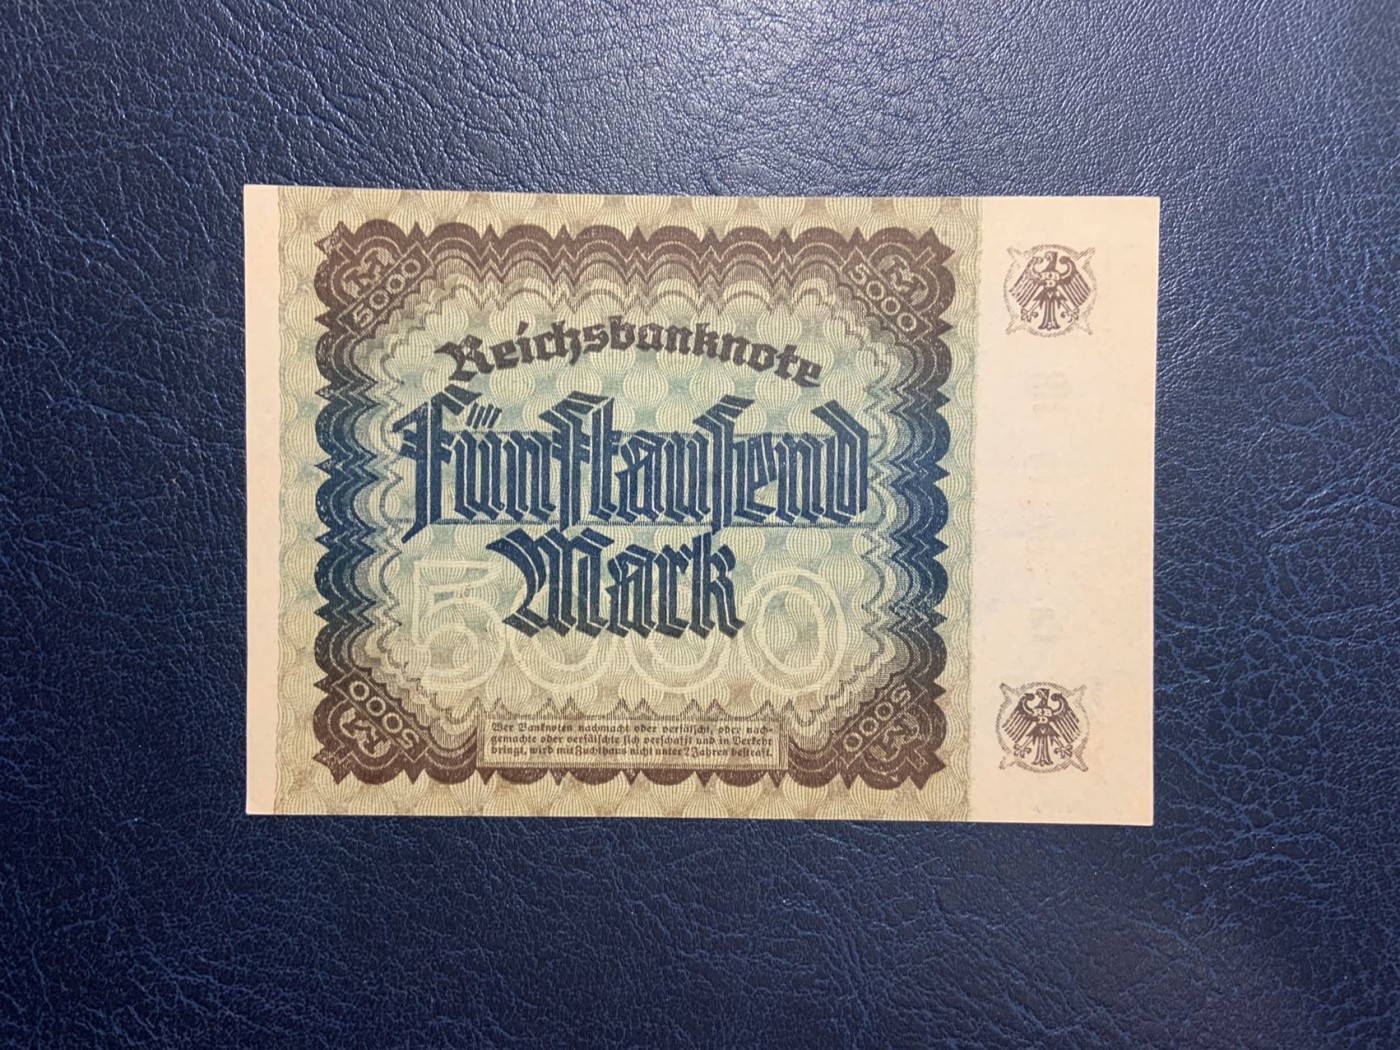 M 5000
M 5000
Reichsbanknote
Fünftausend
Mark
5000
Wer Banknoten nachmacht oder verfälscht, oder nach-
gemachte oder verfälschte sich verschafft und in Verkehr
bringt, wird mit Zuchthaus nicht unter 2 Jahren bestraft.
M 5000
M 5000